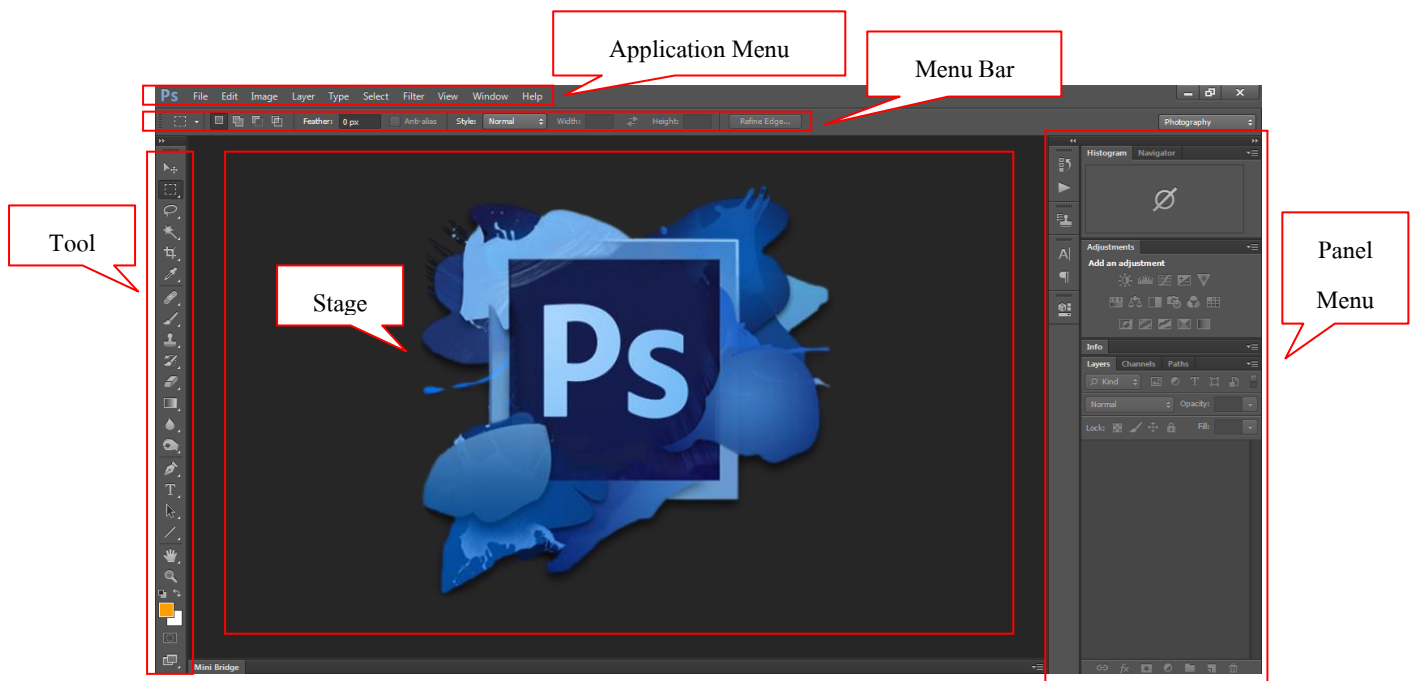 Application Menu
Menu Bar
Ps File Edit Image Layer Type Select Filter View Window Help
Feather: 0 px Anti-alias Style: Normal Width: Height: Refine Edge... Photography
Histogram Navigator
Tool
Stage
Panel
Menu
Adjustments
Add an adjustment
Info
Layers Channels Paths
Kind
Normal Opacity:
Lock: Fill:
Ps
Mini Bridge